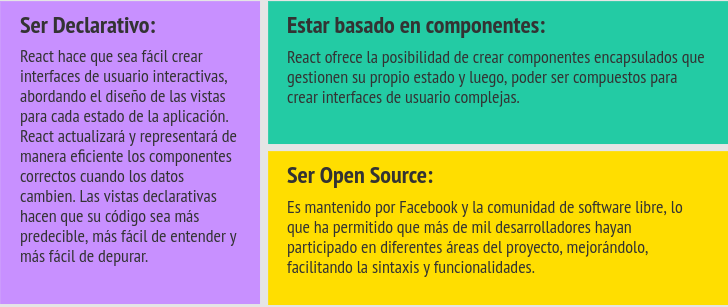 Ser Declarativo:
React hace que sea fácil crear
interfaces de usuario interactivas,
abordando el diseño de las vistas
para cada estado de la aplicación.
React actualizará y representará de
manera eficiente los componentes
correctos cuando los datos
cambien. Las vistas declarativas
hacen que su código sea más
predecible, más fácil de entender y
más fácil de depurar.
Estar basado en componentes:
React ofrece la posibilidad de crear componentes encapsulados que
gestionen su propio estado y luego, poder ser compuestos para
crear interfaces de usuario complejas.
Ser Open Source:
Es mantenido por Facebook y la comunidad de software libre, lo
que ha permitido que más de mil desarrolladores hayan
participado en diferentes áreas del proyecto, mejorándolo,
facilitando la sintaxis y funcionalidades.